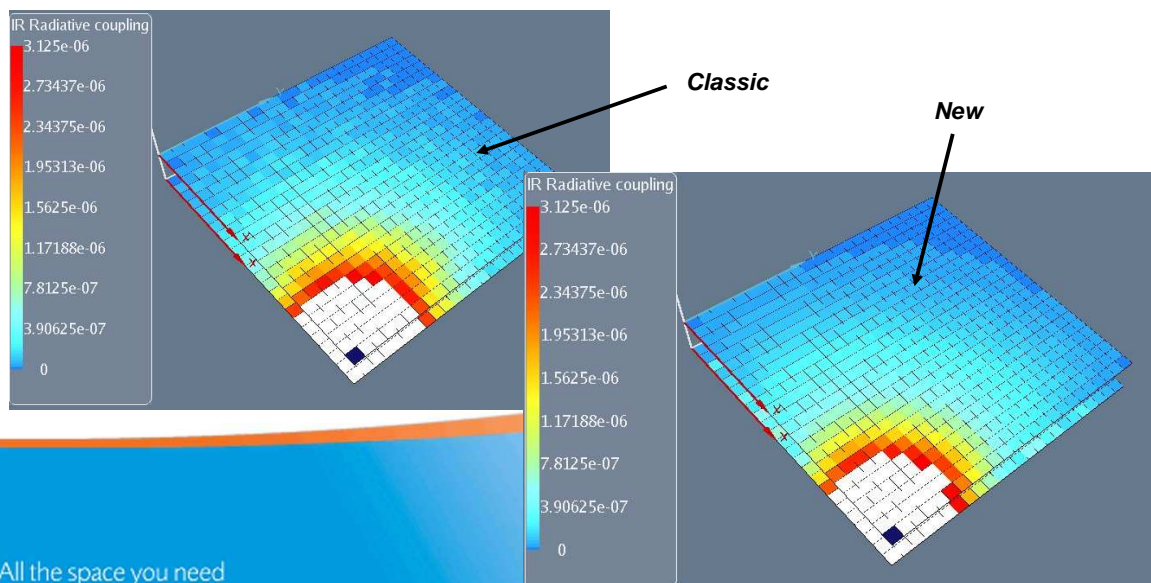 IR Radiative coupling
3.125e-06
2.73437e-06
2.34375e-06
1.95313e-06
1.5625e-06
1.17188e-06
7.8125e-07
3.90625e-07
0
Y
X
X
Classic
New
IR Radiative coupling
3.125e-06
2.73437e-06
2.34375e-06
1.95313e-06
1.5625e-06
1.17188e-06
7.8125e-07
3.90625e-07
0
X
X
All the space you need